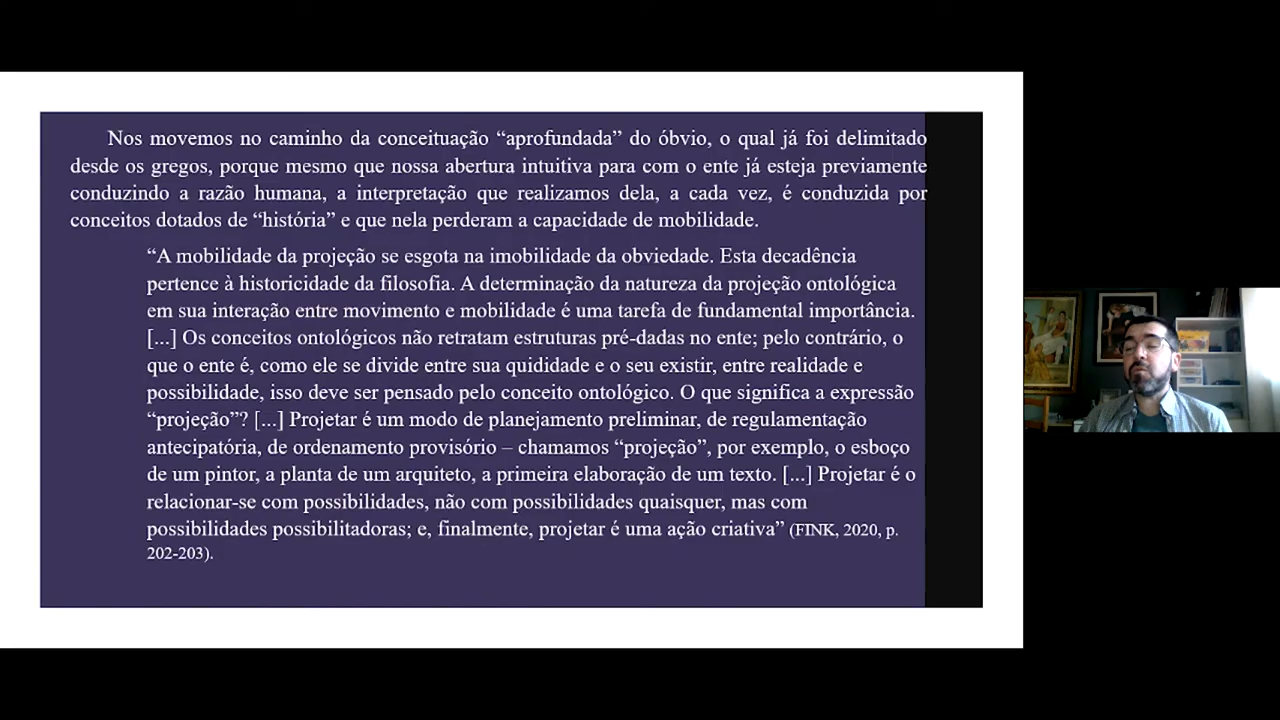 Nos movemos no caminho da conceituação “aprofundada” do óbvio, o qual já foi delimitado
desde os gregos, porque mesmo que nossa abertura intuitiva para com o ente já esteja previamente
conduzindo a razão humana, a interpretação que realizamos dela, a cada vez, é conduzida por
conceitos dotados de “história” e que nela perderam a capacidade de mobilidade.
“A mobilidade da projeção se esgota na imobilidade da obviedade. Esta decadência
pertence à historicidade da filosofia. A determinação da natureza da projeção ontológica
em sua interação entre movimento e mobilidade é uma tarefa de fundamental importância.
[...] Os conceitos ontológicos não retratam estruturas pré-dadas no ente; pelo contrário, o
que o ente é, como ele se divide entre sua quididade e o seu existir, entre realidade e
possibilidade, isso deve ser pensado pelo conceito ontológico. O que significa a expressão
“projeção”? [...] Projetar é um modo de planejamento preliminar, de regulamentação
antecipatória, de ordenamento provisório – chamamos “projeção”, por exemplo, o esboço
de um pintor, a planta de um arquiteto, a primeira elaboração de um texto. [...] Projetar é o
relacionar-se com possibilidades, não com possibilidades quaisquer, mas com
possibilidades possibilitadoras; e, finalmente, projetar é uma ação criativa” (FINK, 2020, p.
202-203).